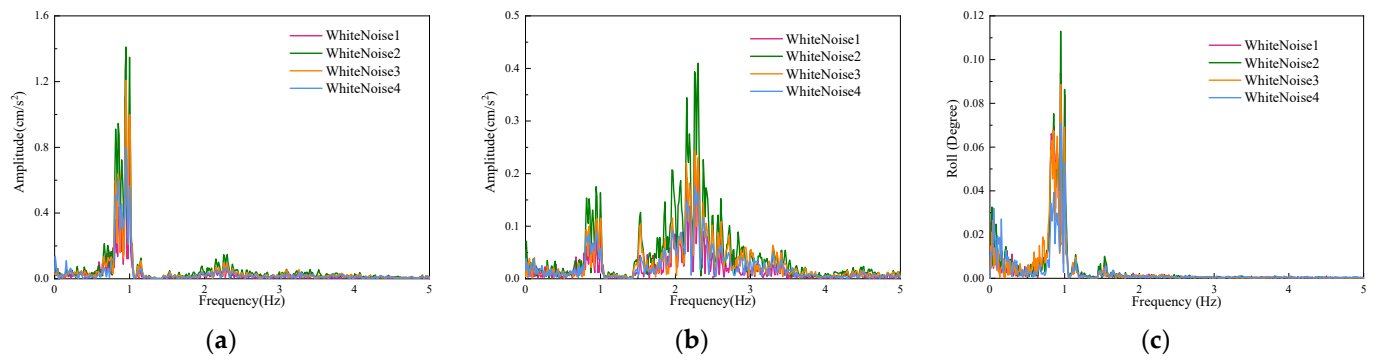 1.6
1.2
0.8
0.4
0.0
0
1
2
3
4
5
Amplitude(cm/s²)
Frequency(Hz)
WhiteNoise1
WhiteNoise2
WhiteNoise3
WhiteNoise4
(a)
0.5
0.4
0.3
0.2
0.1
0.0
0
1
2
3
4
5
Amplitude(cm/s²)
Frequency(Hz)
WhiteNoise1
WhiteNoise2
WhiteNoise3
WhiteNoise4
(b)
0.12
0.10
0.08
0.06
0.04
0.02
0.00
0
1
2
3
4
5
Roll (Degree)
Frequency (Hz)
WhiteNoise1
WhiteNoise2
WhiteNoise3
WhiteNoise4
(c)